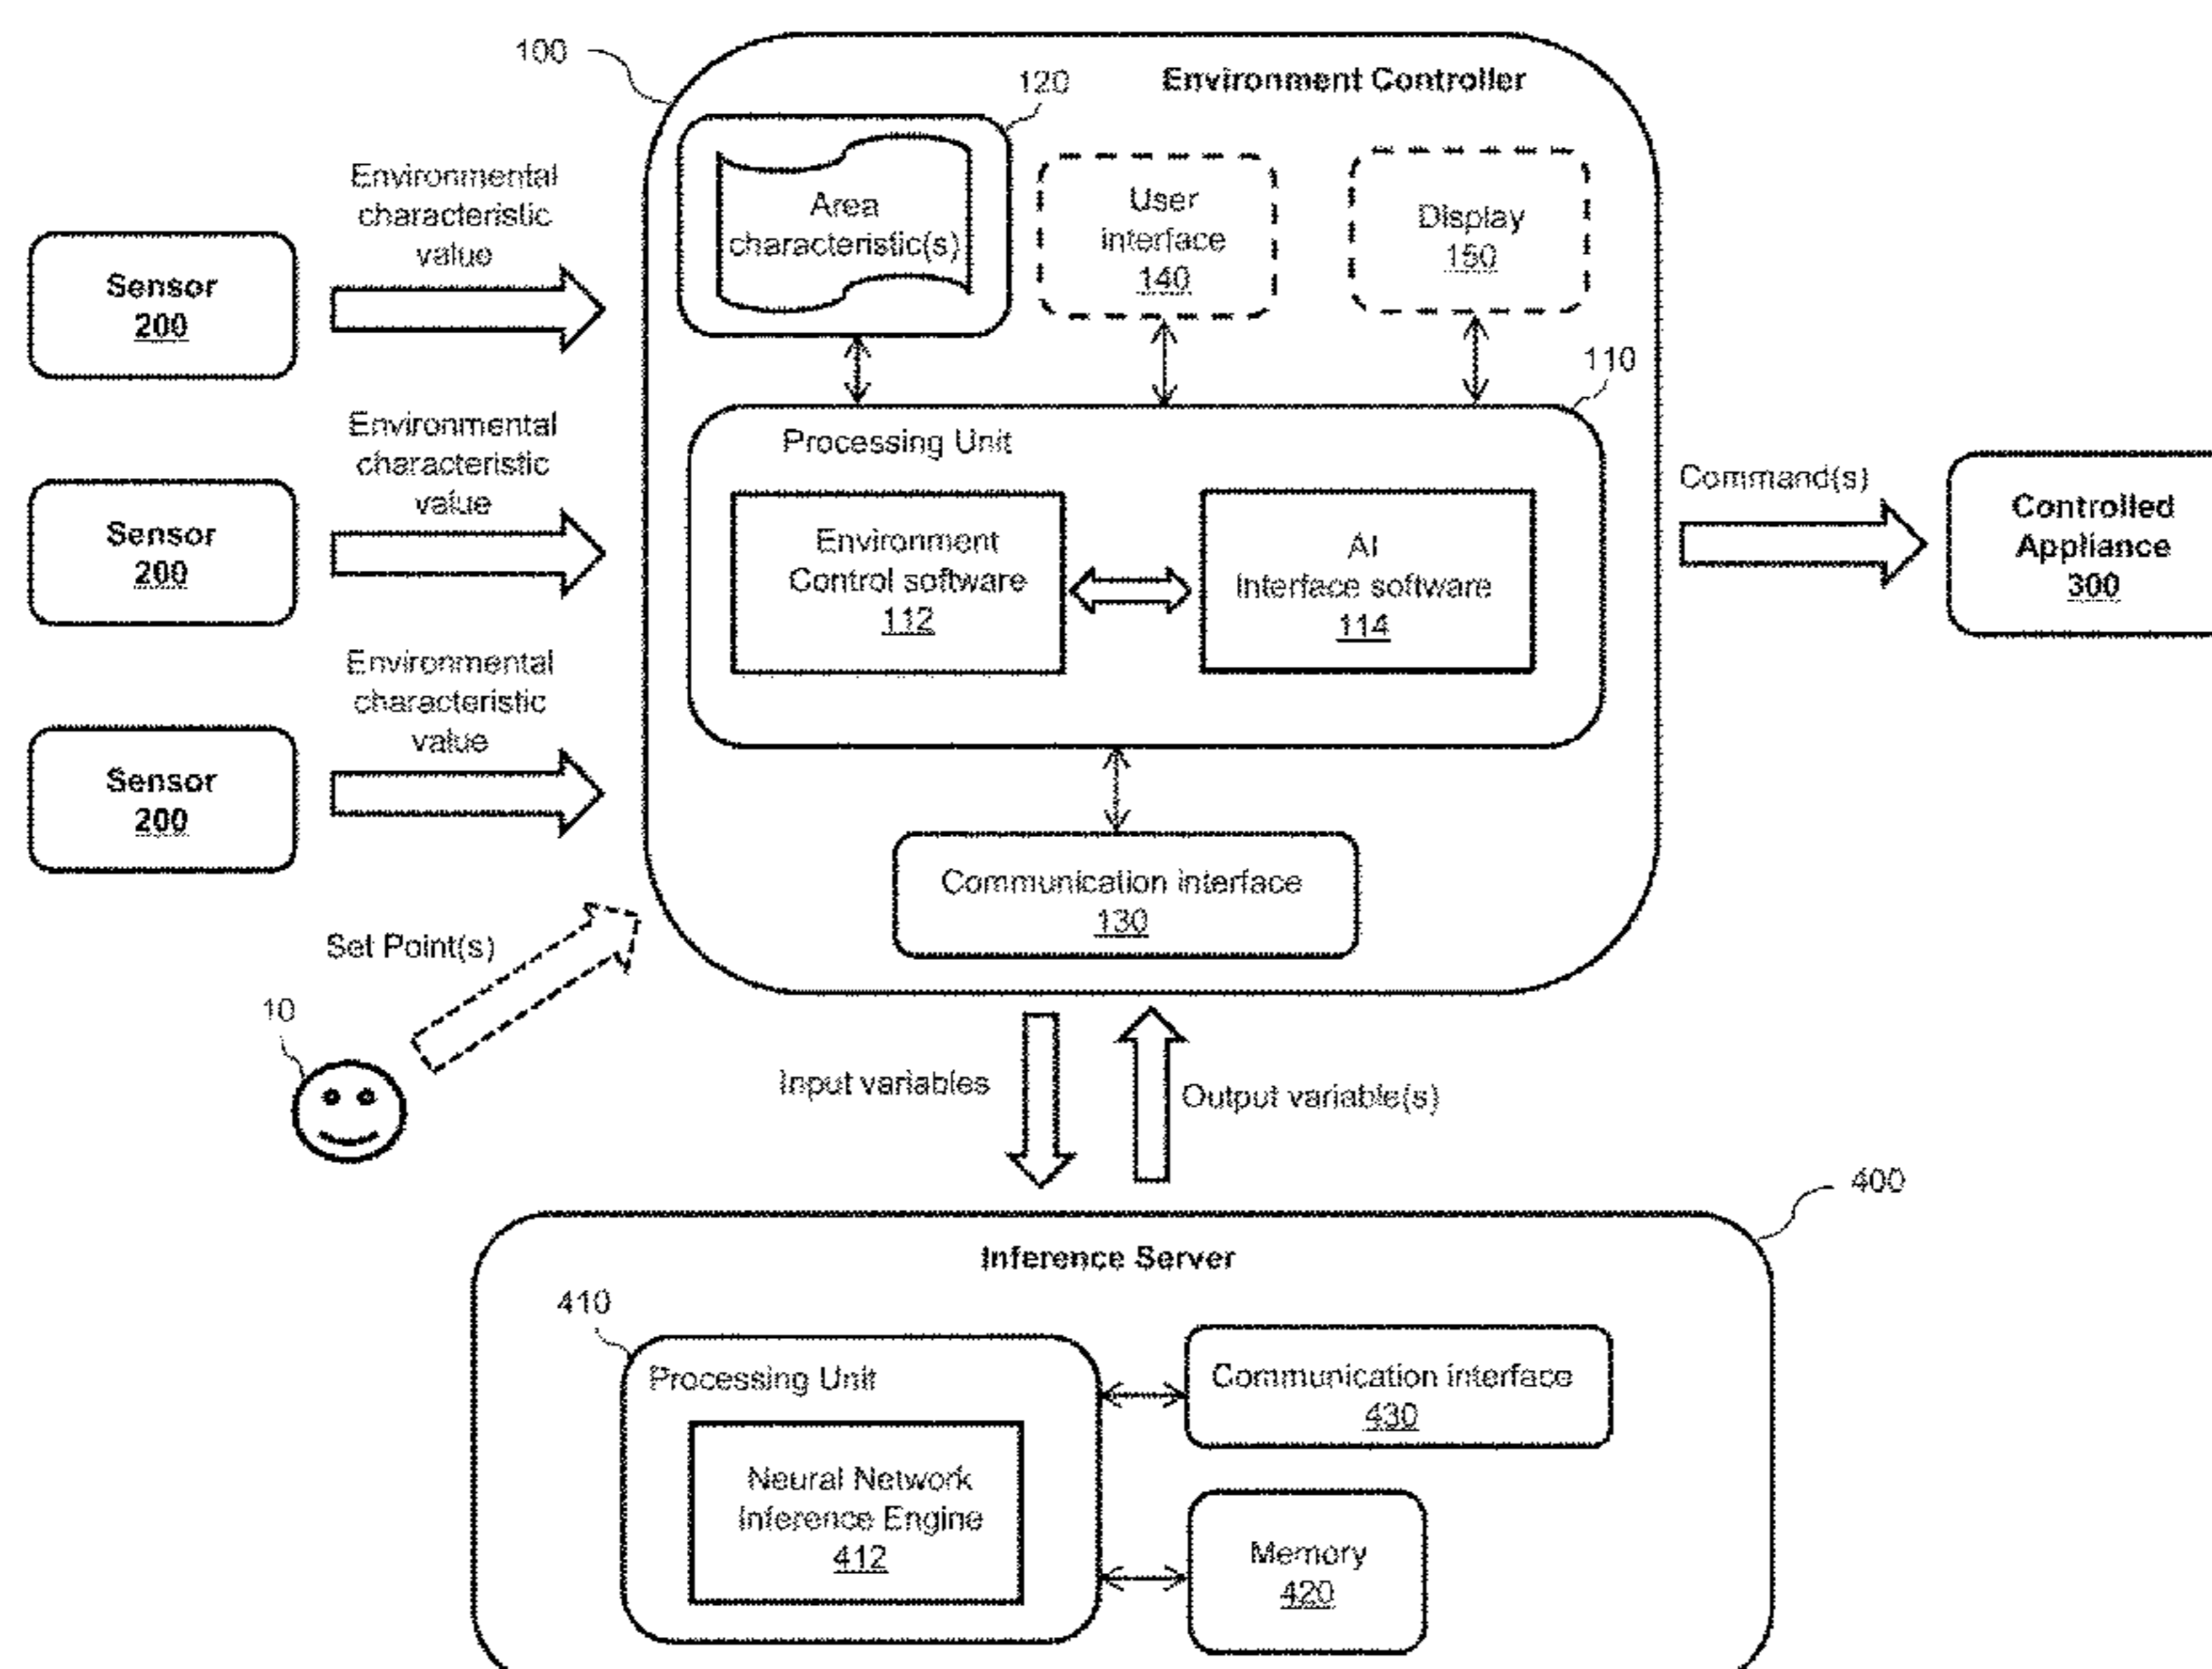 100
Environment Controller
120
Environmental
characteristic
value
Area
characteristic(s)
User
interface
140
Display
150
Sensor
200
110
Environmental
characteristic
value
Processing Unit
Command(s)
Sensor
200
Environment
Control software
112
AI
Interface software
114
Controlled
Appliance
300
Environmental
characteristic
value
Sensor
200
Communication interface
130
Set Point(s)
10
Input variables
Output variable(s)
400
Inference Server
410
Processing Unit
Communication interface
430
Neural Network
Inference Engine
412
Memory
420